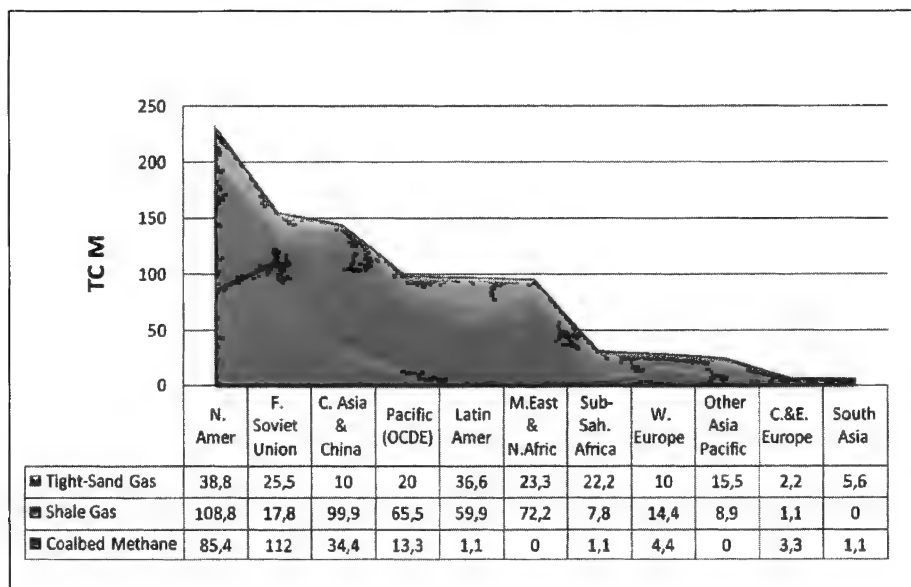 250
200
150
100
50
0
TC M
N. Amer F. Soviet Union C. Asia & China Pacific (OCDE) Latin Amer M.East & N.Afric Sub-Sah. Africa W. Europe Other Asia Pacific C.&E. Europe South Asia
Tight-Sand Gas 38,8 25,5 10 20 36,6 23,3 22,2 10 15,5 2,2 5,6
Shale Gas 108,8 17,8 99,9 65,5 59,9 72,2 7,8 14,4 8,9 1,1 0
Coalbed Methane 85,4 112 34,4 13,3 1,1 0 1,1 4,4 0 3,3 1,1